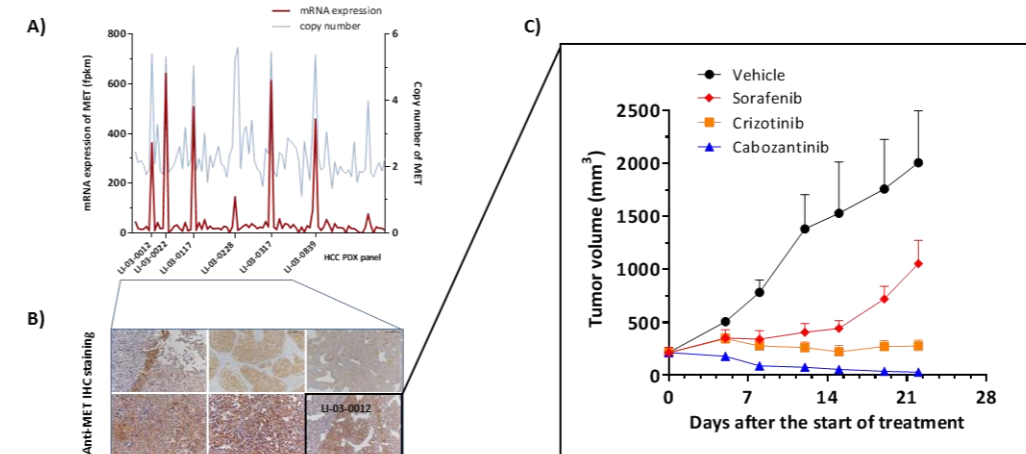 A)
mRNA expression
copy number
mRNA expression of MET (fpkm)
800
600
400
200
0
6
4
2
0
Copy number of MET
LI-03-0012
LI-03-0022
LI-03-0117
LI-03-0228
LI-03-0317
LI-03-0839
HCC PDX panel
B)
Anti-MET IHC staining
LI-03-0012
C)
Vehicle
Sorafenib
Crizotinib
Cabozantinib
Tumor volume (mm³)
2500
2000
1500
1000
500
0
0 7 14 21 28
Days after the start of treatment